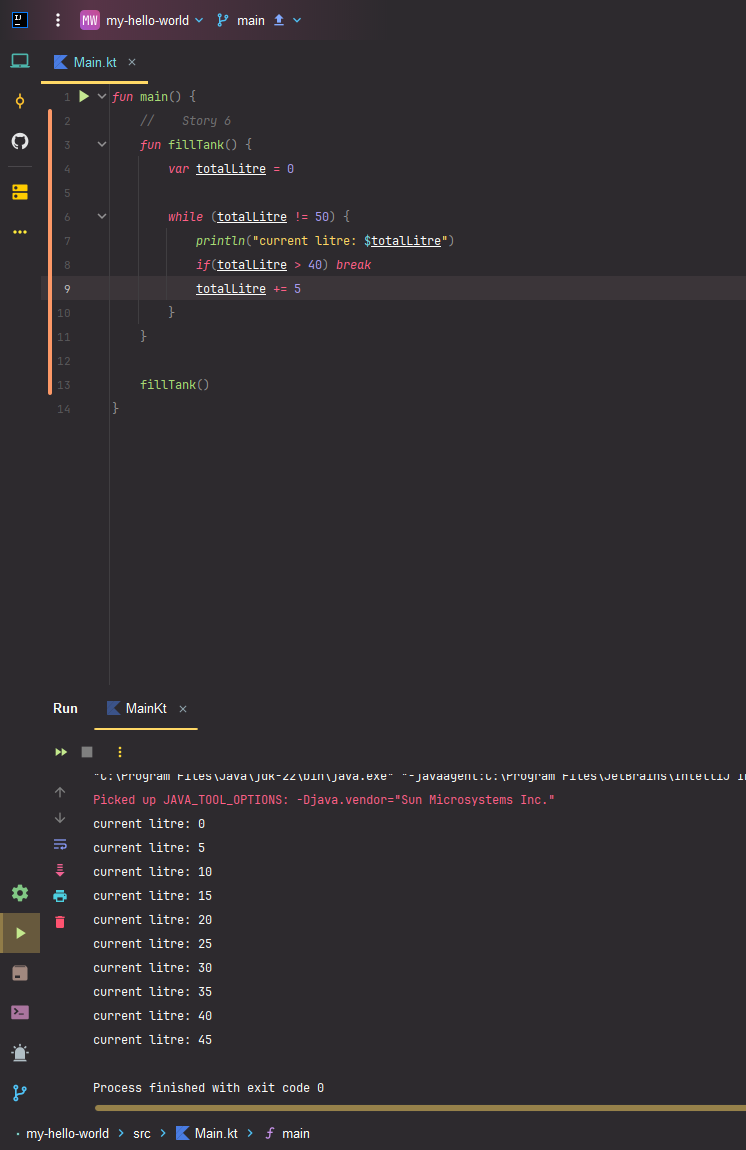 IJ MW my-hello-world main
Main.kt
1 fun main() {
2 // Story 6
3 fun fillTank() {
4 var totalLitre = 0
5
6 while (totalLitre != 50) {
7 println("current litre: $totalLitre")
8 if(totalLitre > 40) break
9 totalLitre += 5
10 }
11 }
12
13 fillTank()
14 }
Run MainKt
"C:\Program Files\Java\jdk-22\bin\java.exe" "-javaagent:C:\Program Files\JetBrains\IntelliJ
Picked up JAVA_TOOL_OPTIONS: -Djava.vendor="Sun Microsystems Inc."
current litre: 0
current litre: 5
current litre: 10
current litre: 15
current litre: 20
current litre: 25
current litre: 30
current litre: 35
current litre: 40
current litre: 45
Process finished with exit code 0
my-hello-world > src > Main.kt > main